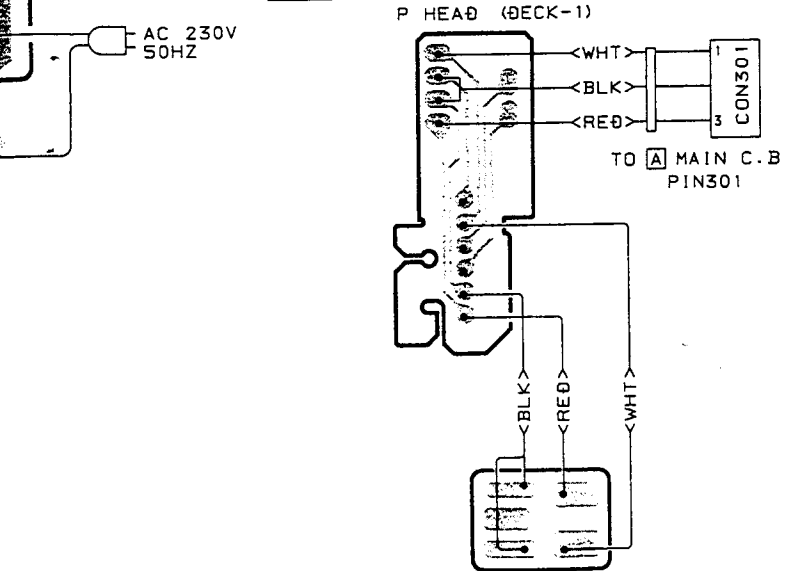 P HEAD (DECK-1)
AC 230V
50HZ
<WHT>
<BLK>
<RED>
1
3
CON301
TO A MAIN C.B
PIN301
<BLK>
<RED>
<WHT>